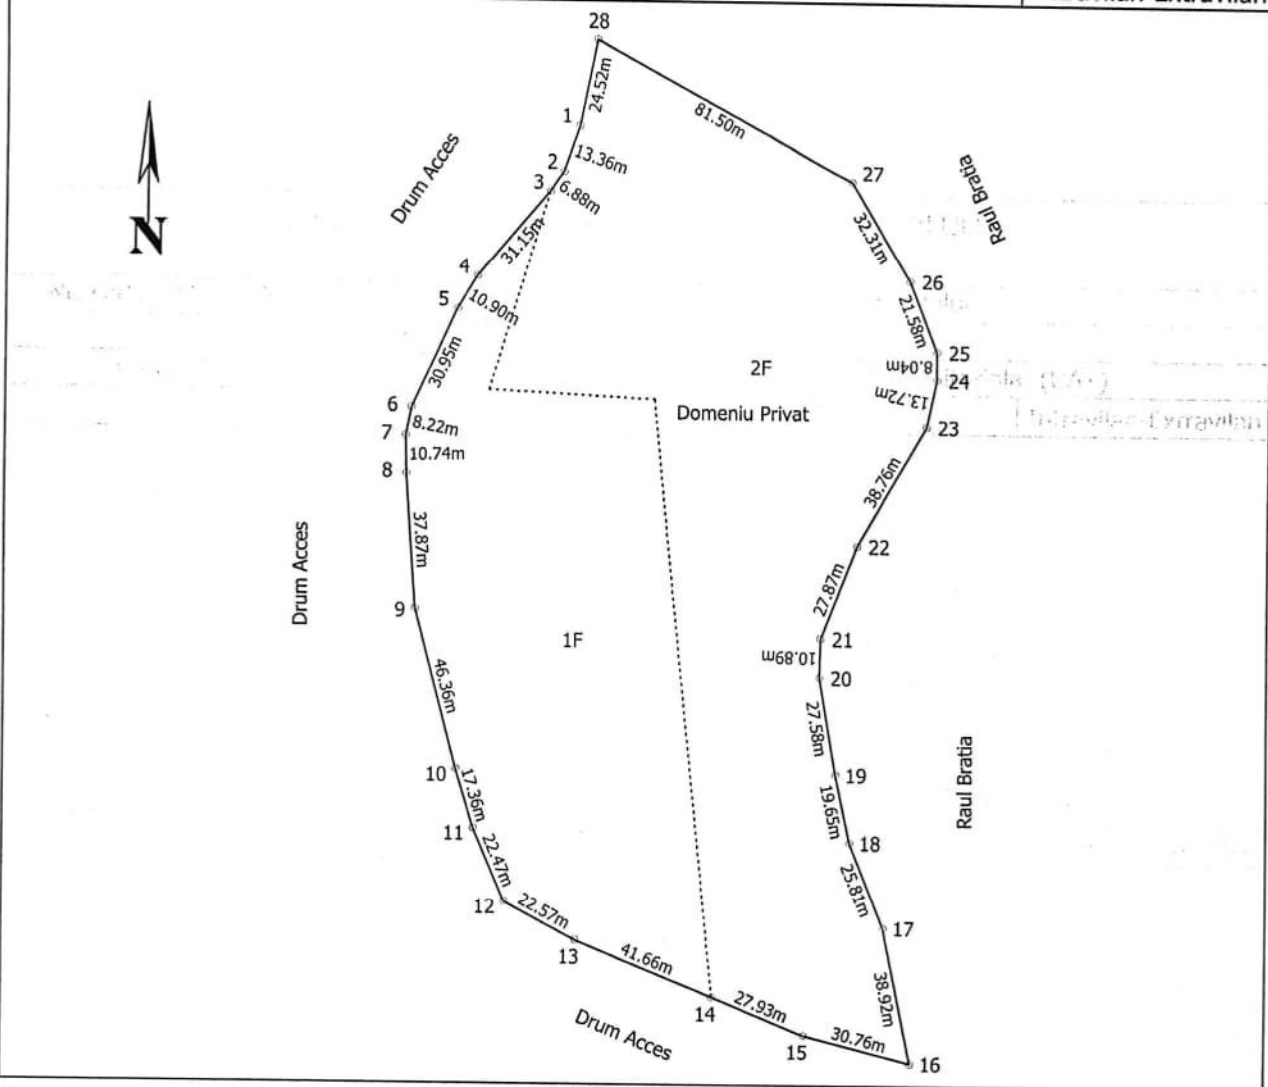 28
24.52m
81.50m
1
13.36m
2
27
3
6.88m
Drum Acces
Raul Bratia
N
32.31m
31.15m
4
26
5
10.90m
21.58m
30.95m
25
2F
8.04m
24
6
13.72m
Domeniu Privat
8.22m
23
7
10.74m
8
38.76m
37.87m
22
Drum Acces
27.87m
9
1F
21
10.89m
20
46.36m
27.58m
10
19
17.36m
Raul Bratia
19.65m
11
18
22.47m
25.81m
12
22.57m
17
13
41.66m
38.92m
14
27.93m
Drum Acces
15
30.76m
16